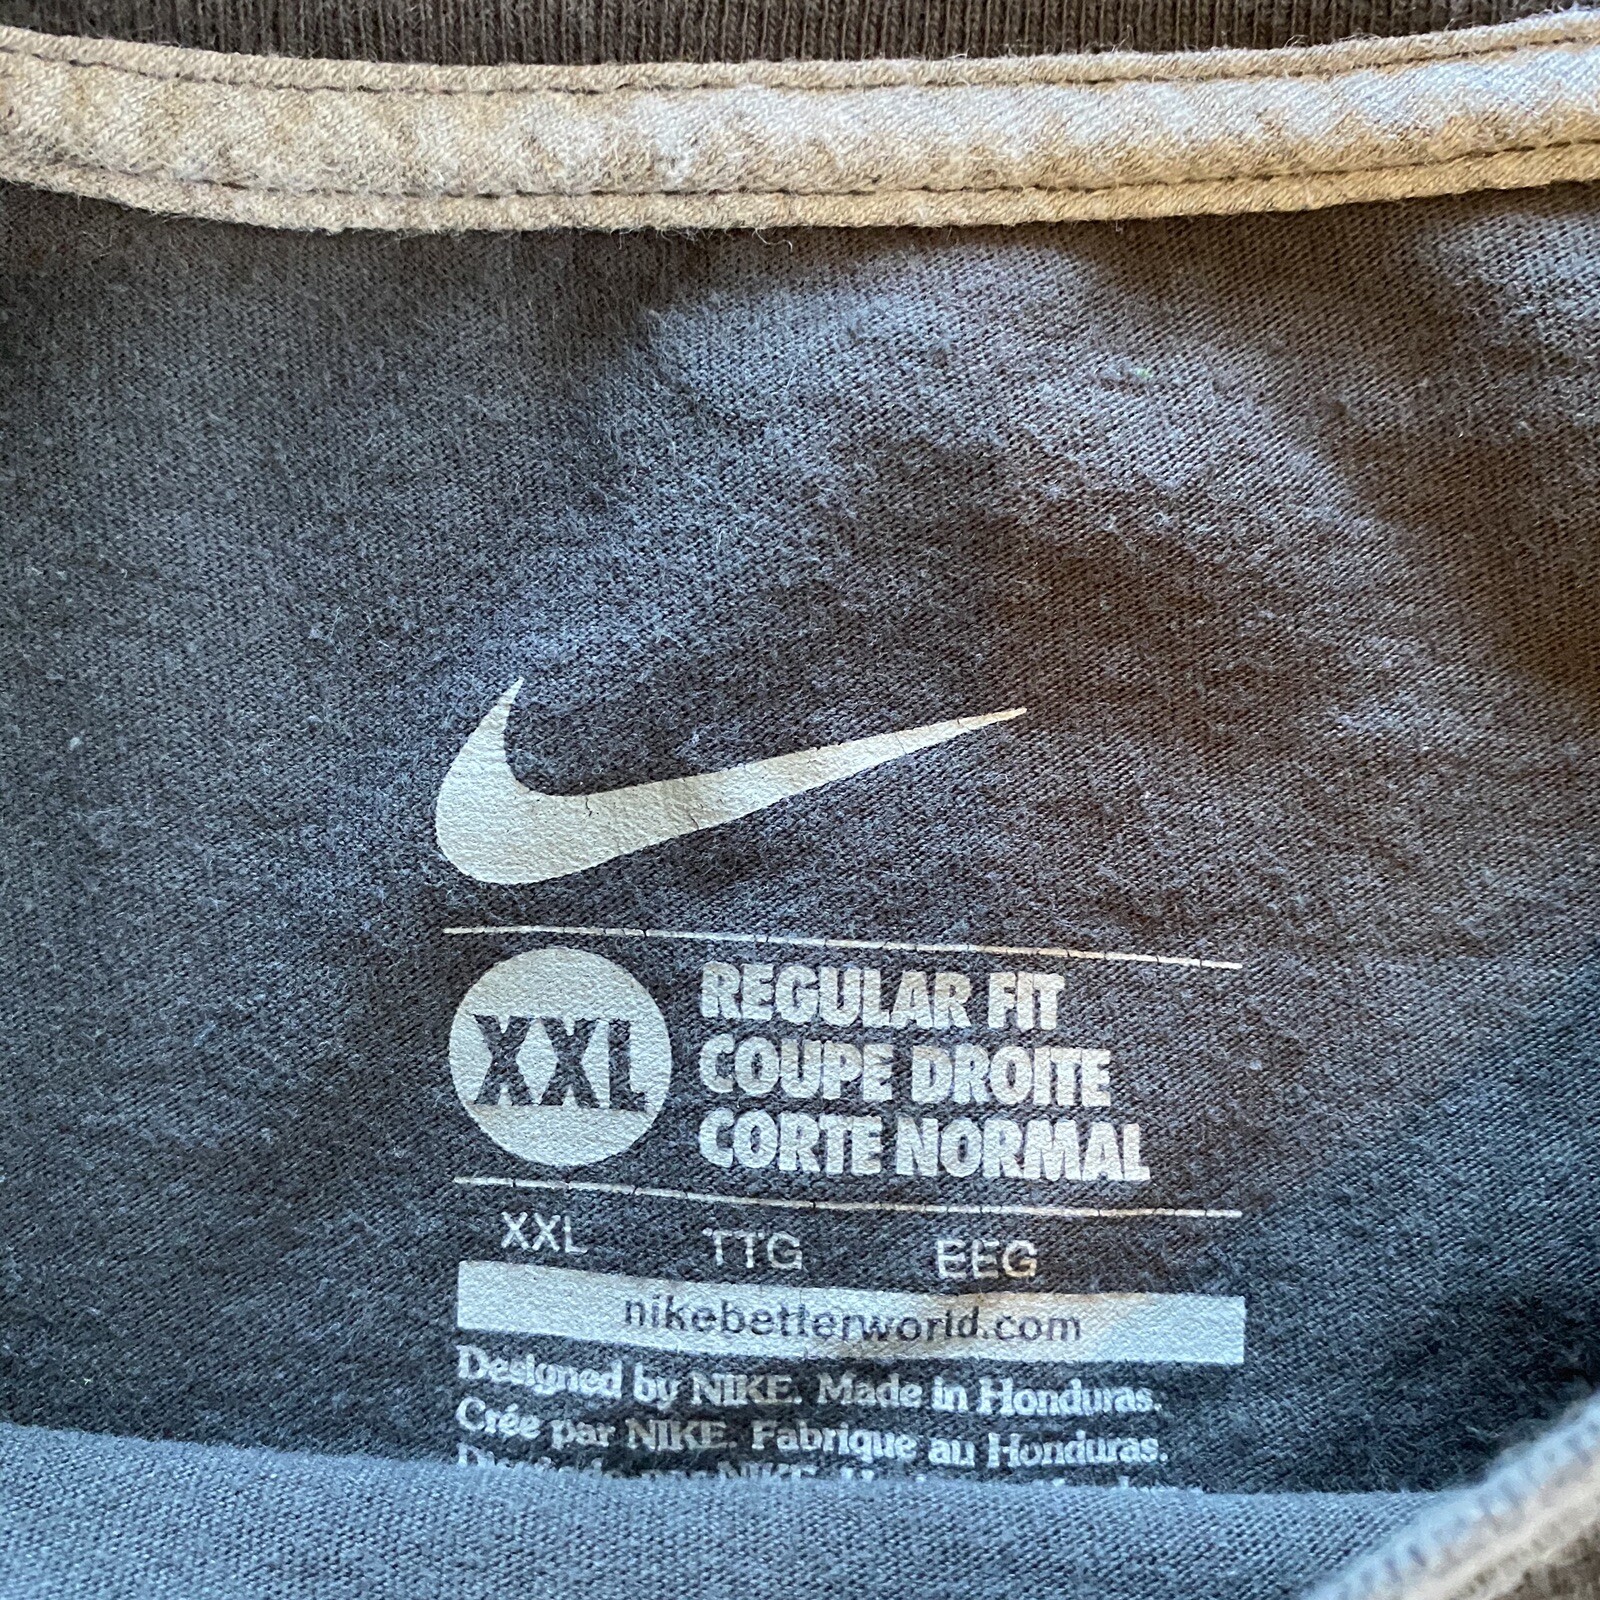 XXL
REGULAR FIT
COUPE DROITE
CORTE NORMAL
XXL TTG EEG
nikebetterworld.com
Designed by NIKE. Made in Honduras.
Crée par NIKE. Fabrique au Honduras.
NIKE.